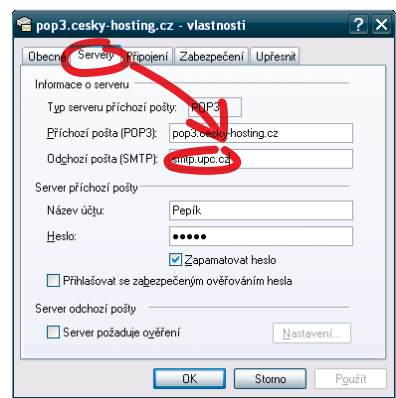 pop3.cesky-hosting.cz - vlastnosti
Obecné Servery Připojení Zabezpečení Upřesnit
Informace o serveru
Typ serveru příchozí pošty: POP3
Příchozí pošta (POP3): pop3.cesky-hosting.cz
Odchozí pošta (SMTP): smtp.upc.cz
Server příchozí pošty
Název účtu: Pepík
Heslo: ●●●●●
Zapamatovat heslo
Přihlašovat se zabezpečeným ověřováním hesla
Server odchozí pošty
Server požaduje ověření Nastavení...
OK Storno Použít